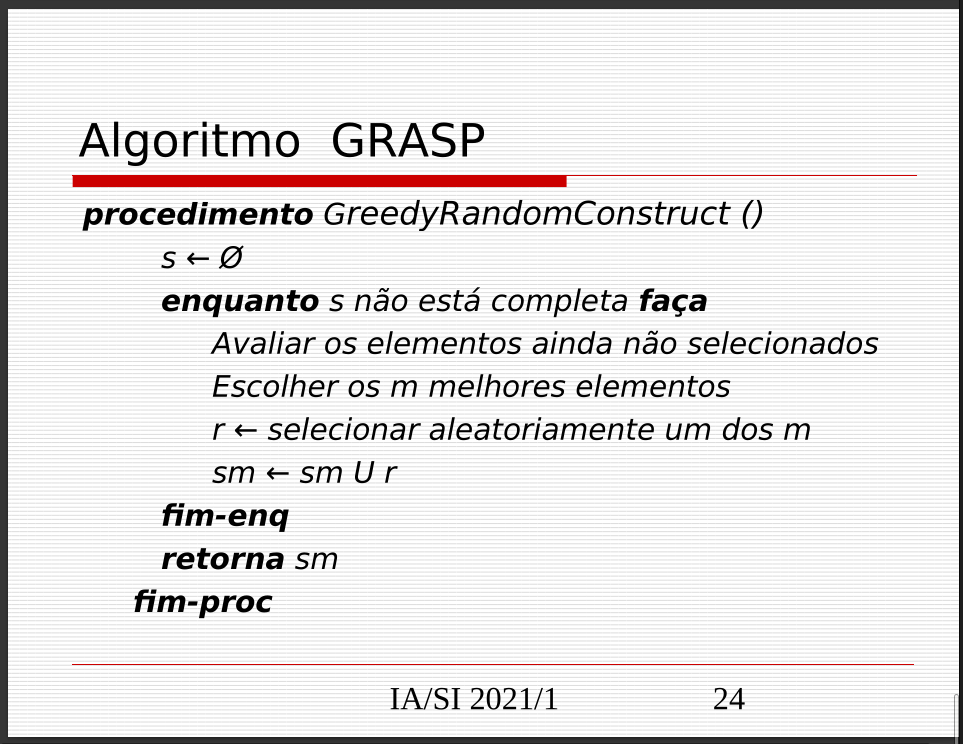 Algoritmo GRASP
procedimento GreedyRandomConstruct ()
s ← Ø
enquanto s não está completa faça
Avaliar os elementos ainda não selecionados
Escolher os m melhores elementos
r ← selecionar aleatoriamente um dos m
sm ← sm U r
fim-enq
retorna sm
fim-proc
IA/SI 2021/1 24